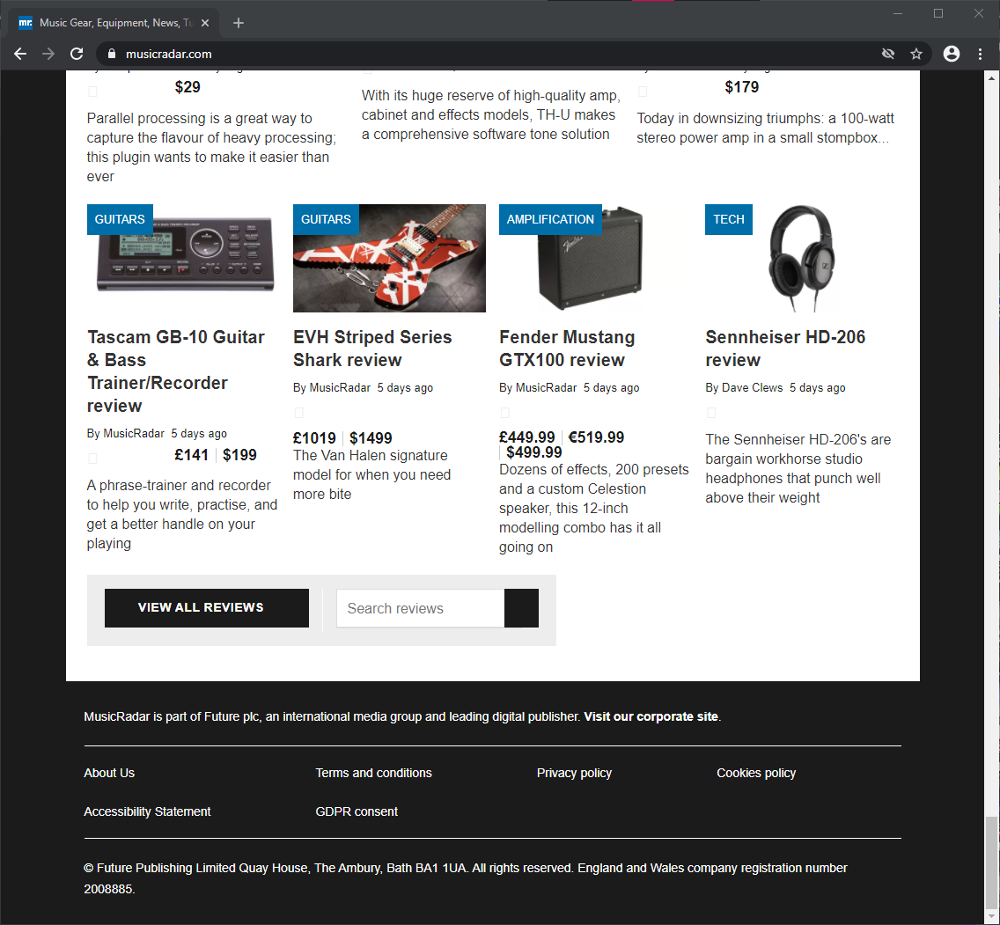 mr. Music Gear, Equipment, News, Tu
musicradar.com
$29
$179
With its huge reserve of high-quality amp,
cabinet and effects models, TH-U makes
a comprehensive software tone solution
Parallel processing is a great way to
capture the flavour of heavy processing;
this plugin wants to make it easier than
ever
Today in downsizing triumphs: a 100-watt
stereo power amp in a small stompbox...
GUITARS
GUITARS
AMPLIFICATION
TECH
Fender
Tascam GB-10 Guitar
& Bass
Trainer/Recorder
review
By MusicRadar 5 days ago
£141 $199
A phrase-trainer and recorder
to help you write, practise, and
get a better handle on your
playing
EVH Striped Series
Shark review
By MusicRadar 5 days ago
£1019 $1499
The Van Halen signature
model for when you need
more bite
Fender Mustang
GTX100 review
By MusicRadar 5 days ago
£449.99 €519.99
$499.99
Dozens of effects, 200 presets
and a custom Celestion
speaker, this 12-inch
modelling combo has it all
going on
Sennheiser HD-206
review
By Dave Clews 5 days ago
The Sennheiser HD-206's are
bargain workhorse studio
headphones that punch well
above their weight
VIEW ALL REVIEWS
Search reviews
MusicRadar is part of Future plc, an international media group and leading digital publisher. Visit our corporate site.
About Us Terms and conditions Privacy policy Cookies policy
Accessibility Statement GDPR consent
© Future Publishing Limited Quay House, The Ambury, Bath BA1 1UA. All rights reserved. England and Wales company registration number
2008885.